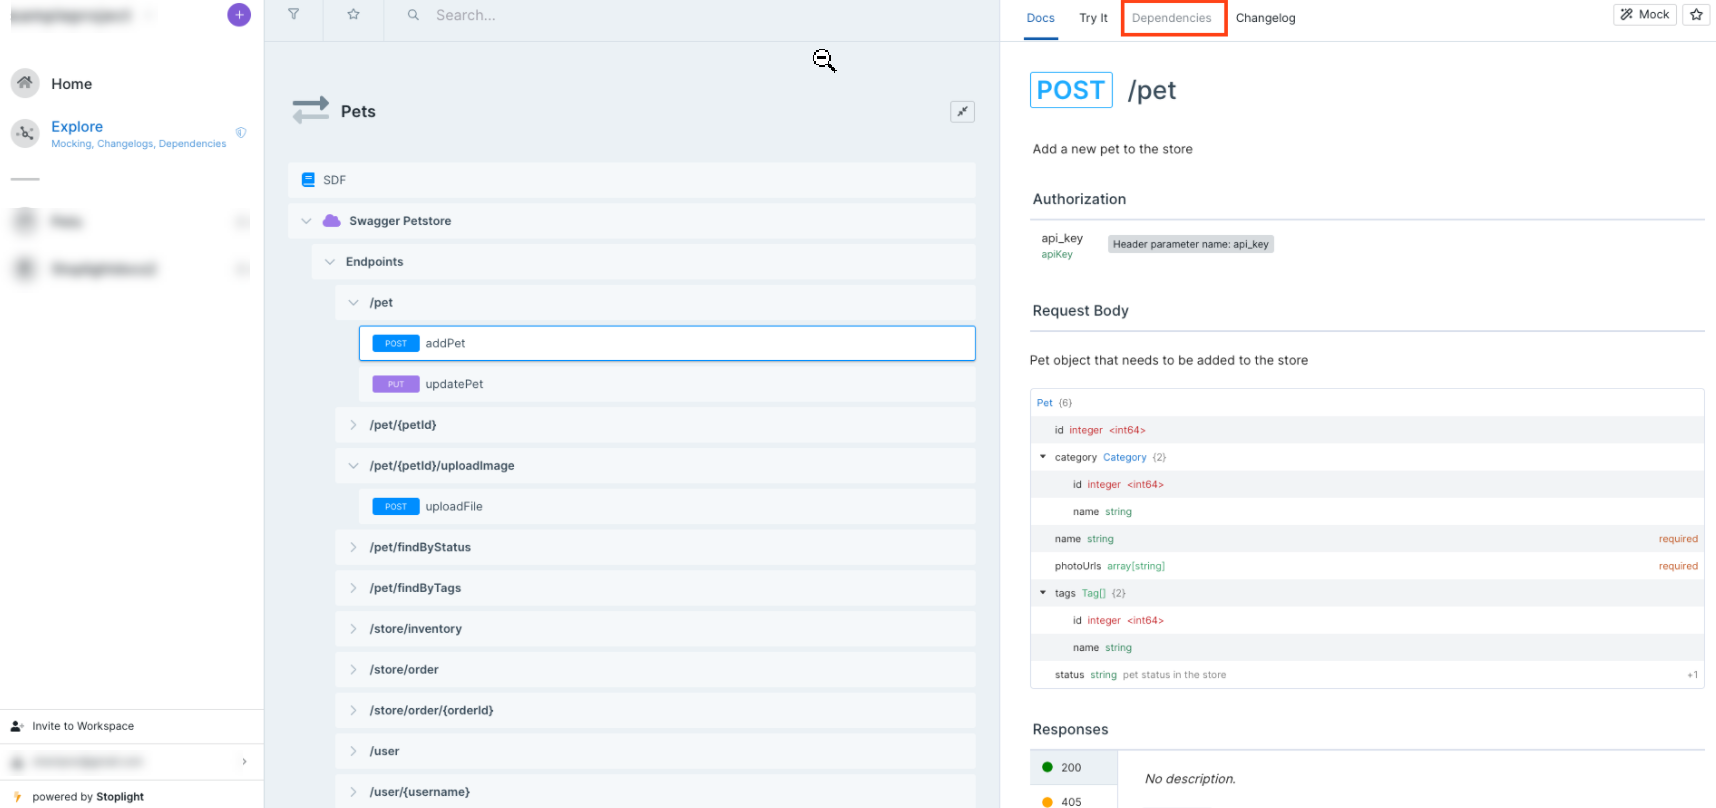 Home
Explore
Mocking, Changelogs, Dependencies
Invite to Workspace
powered by Stoplight
Search...
Pets
SDF
Swagger Petstore
Endpoints
/pet
POST addPet
PUT updatePet
/pet/{petId}
/pet/{petId}/uploadImage
POST uploadFile
/pet/findByStatus
/pet/findByTags
/store/inventory
/store/order
/store/order/{orderId}
/user
/user/{username}
Docs Try It Dependencies Changelog Mock
POST /pet
Add a new pet to the store
Authorization
api_key Header parameter name: api_key
apiKey
Request Body
Pet object that needs to be added to the store
Pet {6}
id integer <int64>
category Category {2}
id integer <int64>
name string
name string required
photoUrls array[string] required
tags Tag[] {2}
id integer <int64>
name string
status string pet status in the store +1
Responses
200 No description.
405